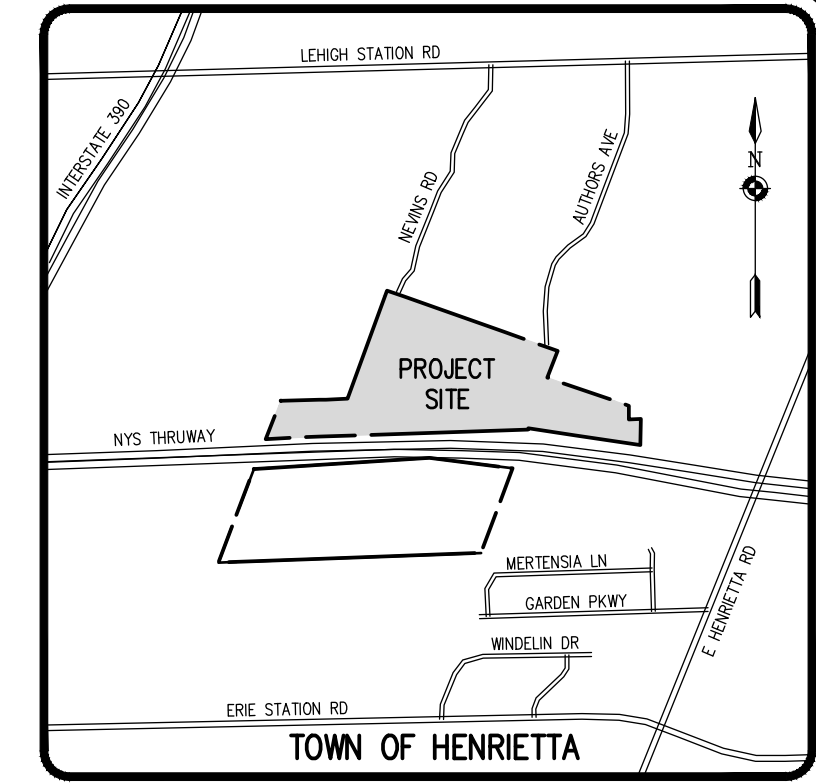 LEHIGH STATION RD
INTERSTATE 390
NEVINS RD
AUTHORS AVE
N
PROJECT
SITE
NYS THRUWAY
MERTENSIA LN
GARDEN PKWY
E HENRIETTA RD
WINDELIN DR
ERIE STATION RD
TOWN OF HENRIETTA